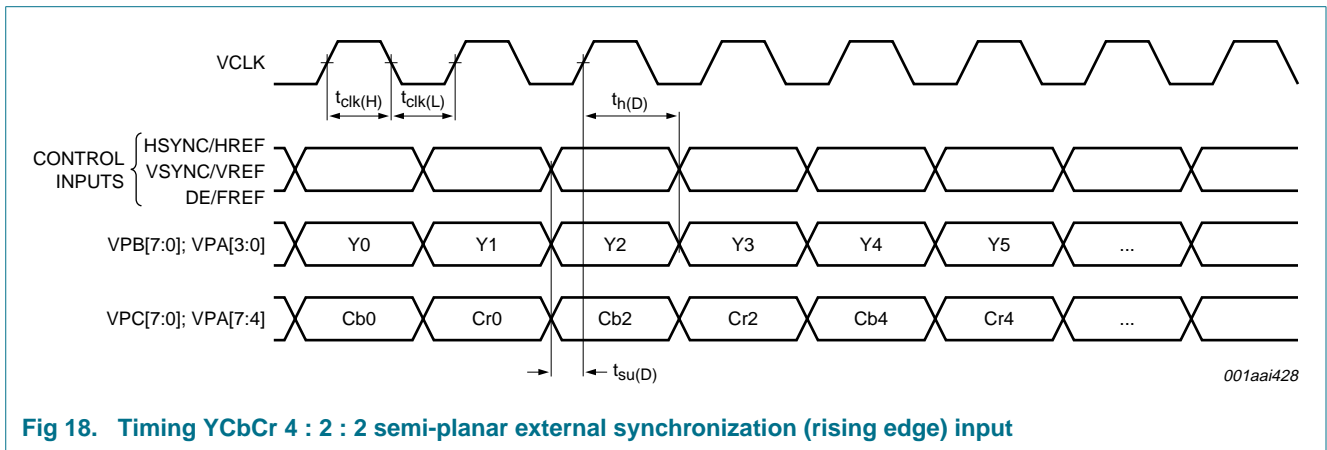 VCLK
tclk(H) tclk(L) th(D)
CONTROL INPUTS
HSYNC/HREF
VSYNC/VREF
DE/FREF
VPB[7:0]; VPA[3:0] Y0 Y1 Y2 Y3 Y4 Y5 ...
VPC[7:0]; VPA[7:4] Cb0 Cr0 Cb2 Cr2 Cb4 Cr4 ...
tsu(D)
001aai428
Fig 18. Timing YCbCr 4 : 2 : 2 semi-planar external synchronization (rising edge) input